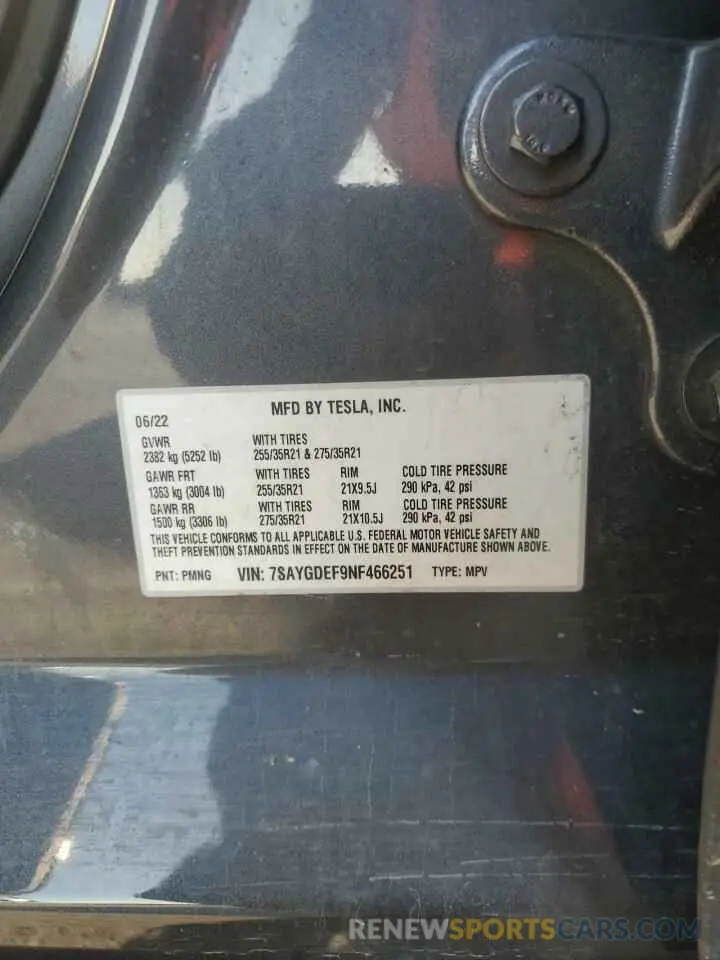 MFD BY TESLA, INC.
06/22
GVWR WITH TIRES
2382 kg (5252 lb) 255/35R21 & 275/35R21
GAWR FRT WITH TIRES RIM COLD TIRE PRESSURE
1363 kg (3004 lb) 255/35R21 21X9.5J 290 kPa, 42 psi
GAWR RR WITH TIRES RIM COLD TIRE PRESSURE
1500 kg (3306 lb) 275/35R21 21X10.5J 290 kPa, 42 psi
THIS VEHICLE CONFORMS TO ALL APPLICABLE U.S. FEDERAL MOTOR VEHICLE SAFETY AND
THEFT PREVENTION STANDARDS IN EFFECT ON THE DATE OF MANUFACTURE SHOWN ABOVE.
PNT: PMNG VIN: 7SAYGDEF9NF466251 TYPE: MPV
RENEWSPORTSCARS.COM